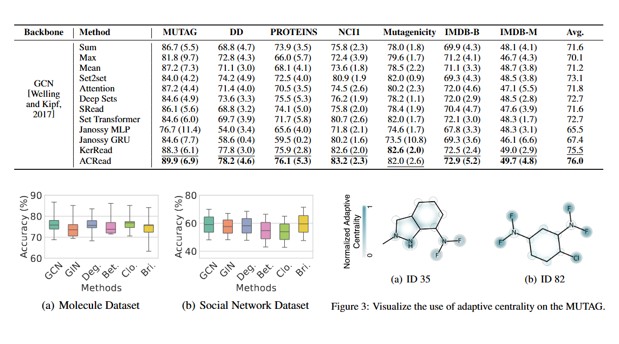 Backbone Method MUTAG DD PROTEINS NCI1 Mutagenicity IMDB-B IMDB-M Avg.
GCN
[Welling
and Kipf,
2017]
Sum 86.7 (5.5) 68.8 (4.7) 73.9 (3.5) 75.8 (2.3) 78.0 (1.8) 69.9 (4.3) 48.1 (4.1) 71.6
Max 81.8 (9.7) 72.8 (4.3) 66.0 (5.7) 72.4 (3.9) 79.6 (1.7) 71.2 (4.1) 46.7 (4.3) 70.1
Mean 87.2 (7.3) 71.1 (3.0) 68.1 (4.1) 73.6 (1.8) 78.5 (2.2) 71.1 (3.3) 48.7 (3.8) 71.2
Set2set 84.0 (4.2) 74.2 (4.9) 72.5 (4.0) 80.9 (1.9 82.0 (0.9) 69.3 (4.3) 48.5 (3.8) 73.1
Attention 87.2 (4.4) 71.4 (4.0) 70.5 (3.5) 74.5 (2.6) 80.2 (2.3) 72.0 (4.6) 47.1 (5.5) 71.8
Deep Sets 84.6 (4.9) 73.6 (3.3) 75.5 (5.3) 76.2 (1.9) 78.2 (1.1) 72.0 (2.9) 48.5 (2.8) 72.7
SRead 86.1 (5.6) 68.8 (3.2) 74.1 (5.0) 75.8 (2.0) 78.4 (1.5) 70.4 (4.7) 47.6 (3.9) 71.6
Set Transformer 84.6 (6.0) 69.7 (3.9) 71.7 (5.8) 80.7 (2.6) 82.0 (1.7) 72.1 (3.0) 48.3 (1.7) 72.7
Janossy MLP 76.7 (11.4) 54.0 (3.4) 65.6 (4.0) 71.8 (2.1) 74.6 (1.7) 67.8 (3.3) 48.3 (3.1) 65.5
Janossy GRU 84.6 (7.7) 58.6 (0.4) 59.5 (0.2) 80.2 (1.6) 73.5 (10.8) 69.3 (3.6) 46.1 (6.6) 67.4
KerRead 88.3 (6.1) 77.8 (3.0) 75.9 (2.8) 82.6 (2.0) 82.6 (2.0) 72.5 (2.4) 49.0 (2.9) 75.5
ACRead 89.9 (6.9) 78.2 (4.6) 76.1 (5.3) 83.2 (2.3) 82.0 (2.6) 72.9 (5.2) 49.7 (4.8) 76.0
Accuracy (%)
90
80
70
60
GCN GIN Deg. Bet. Clo. Bri.
Methods
(a) Molecule Dataset
Accuracy (%)
80
60
40
GCN GIN Deg. Bet. Clo. Bri.
Methods
(b) Social Network Dataset
Normalized Adaptive
Centrality
1
0
N
N
H
N
F
F
(a) ID 35
F
N
F
N
F
Cl
(b) ID 82
Figure 3: Visualize the use of adaptive centrality on the MUTAG.